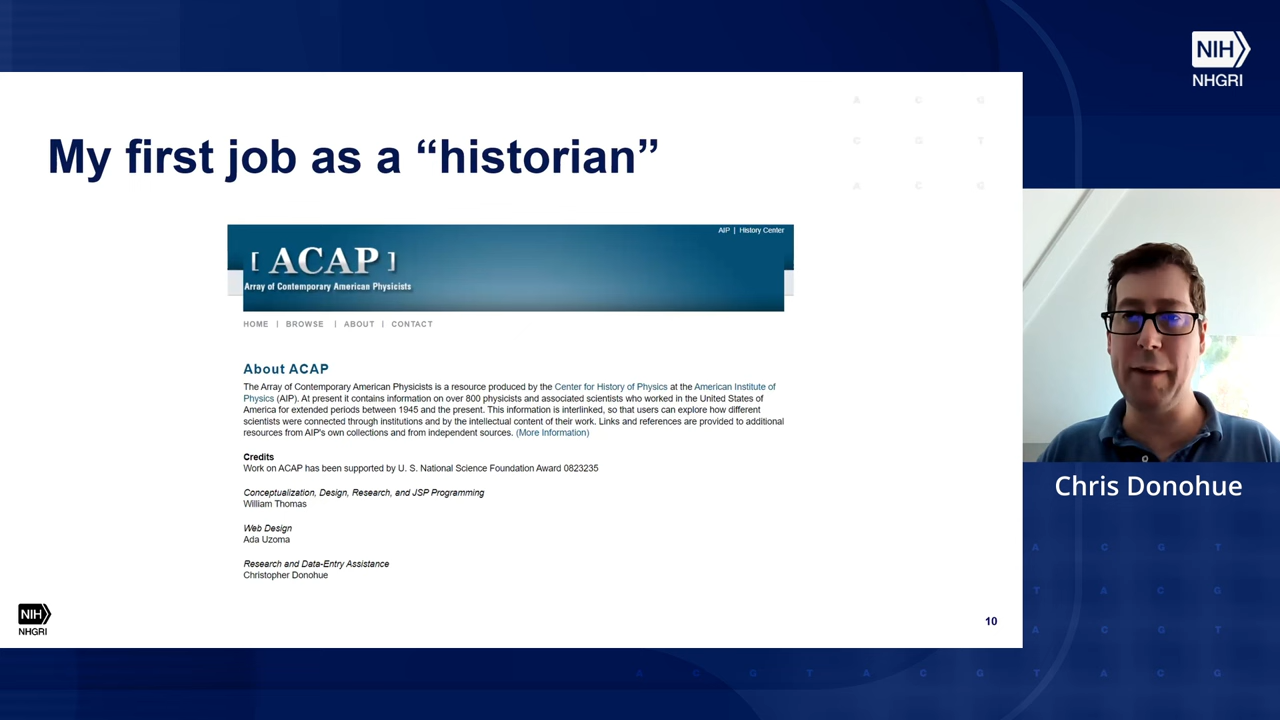 NIH
NHGRI
A C G
C G T
A C G
My first job as a “historian”
AIP | History Center
[ ACAP ]
Array of Contemporary American Physicists
HOME | BROWSE | ABOUT | CONTACT
About ACAP
The Array of Contemporary American Physicists is a resource produced by the Center for History of Physics at the American Institute of
Physics (AIP). At present it contains information on over 800 physicists and associated scientists who worked in the United States of
America for extended periods between 1945 and the present. This information is interlinked, so that users can explore how different
scientists were connected through institutions and by the intellectual content of their work. Links and references are provided to additional
resources from AIP's own collections and from independent sources. (More Information)
Credits
Work on ACAP has been supported by U. S. National Science Foundation Award 0823235
Conceptualization, Design, Research, and JSP Programming
William Thomas
Web Design
Ada Uzoma
Research and Data-Entry Assistance
Christopher Donohue
NIH
NHGRI
10
Chris Donohue
A C G T
T A C G
A C G T
A C G T A C G T A C G